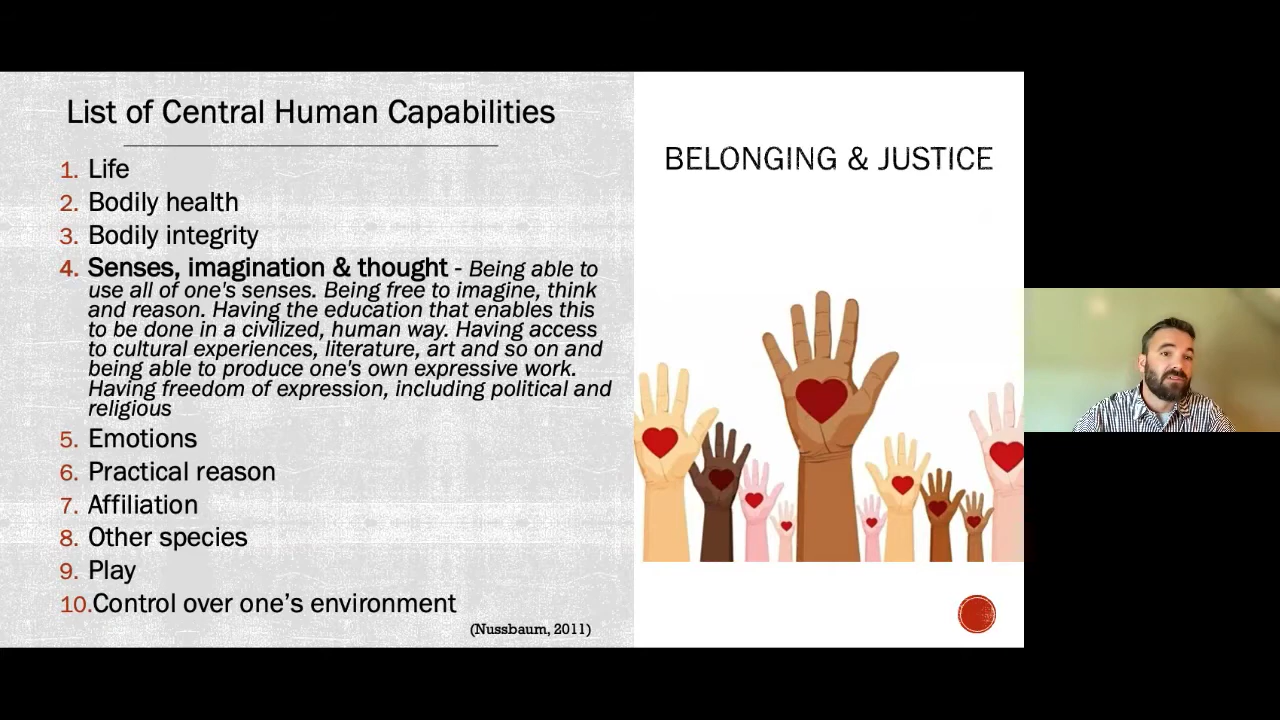 List of Central Human Capabilities
1. Life
2. Bodily health
3. Bodily integrity
4. Senses, imagination & thought - Being able to
use all of one's senses. Being free to imagine, think
and reason. Having the education that enables this
to be done in a civilized, human way. Having access
to cultural experiences, literature, art and so on and
being able to produce one's own expressive work.
Having freedom of expression, including political and
religious
5. Emotions
6. Practical reason
7. Affiliation
8. Other species
9. Play
10.Control over one’s environment
(Nussbaum, 2011)
BELONGING & JUSTICE